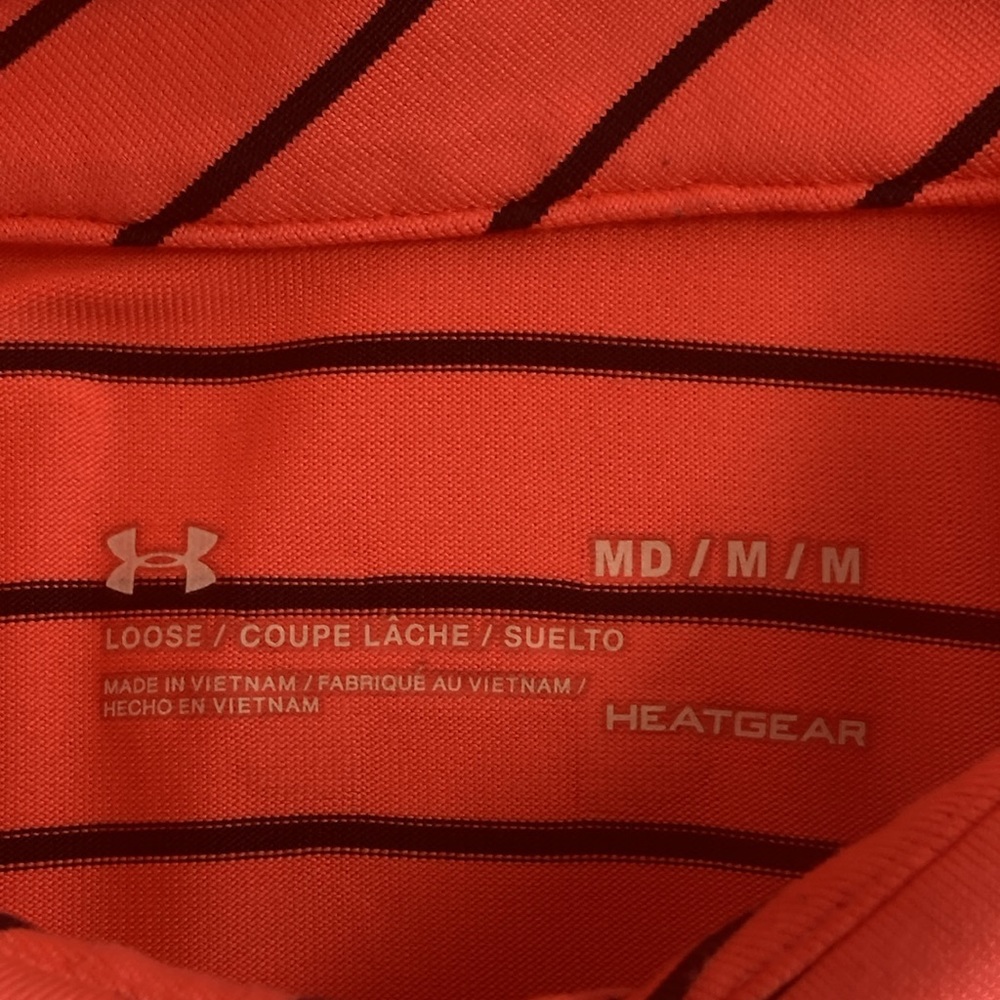 MD / M / M
LOOSE / COUPE LÂCHE / SUELTO
MADE IN VIETNAM / FABRIQUÉ AU VIETNAM /
HECHO EN VIETNAM
HEATGEAR